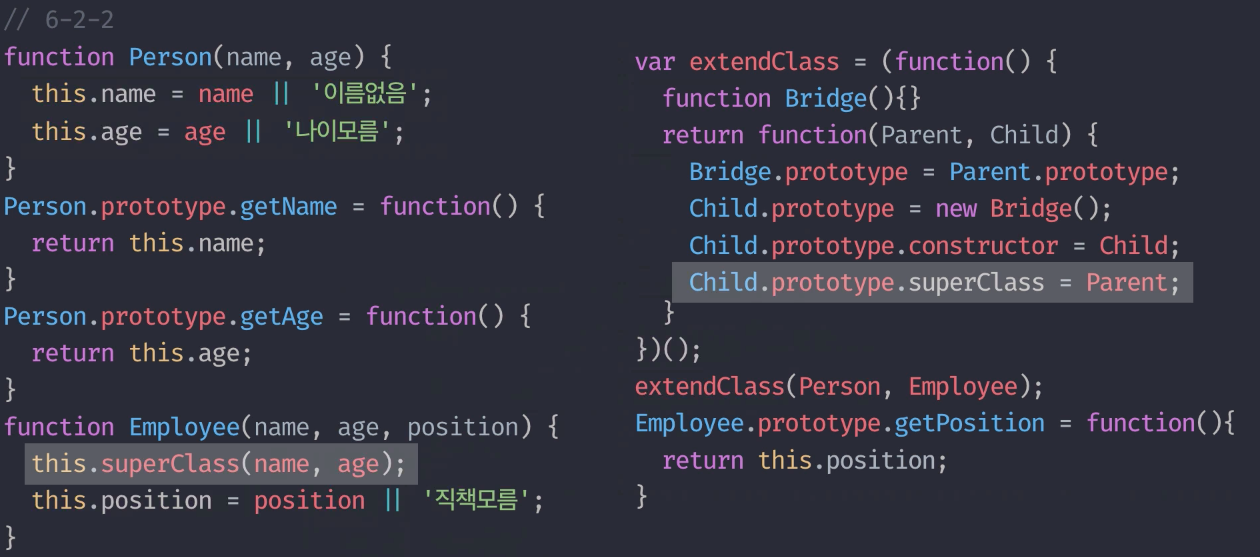 // 6-2-2
function Person(name, age) {
this.name = name || '이름없음';
this.age = age || '나이모름';
}
Person.prototype.getName = function() {
return this.name;
}
Person.prototype.getAge = function() {
return this.age;
}
function Employee(name, age, position) {
this.superClass(name, age);
this.position = position || '직책모름';
}
var extendClass = (function() {
function Bridge(){}
return function(Parent, Child) {
Bridge.prototype = Parent.prototype;
Child.prototype = new Bridge();
Child.prototype.constructor = Child;
Child.prototype.superClass = Parent;
}
})();
extendClass(Person, Employee);
Employee.prototype.getPosition = function(){
return this.position;
}